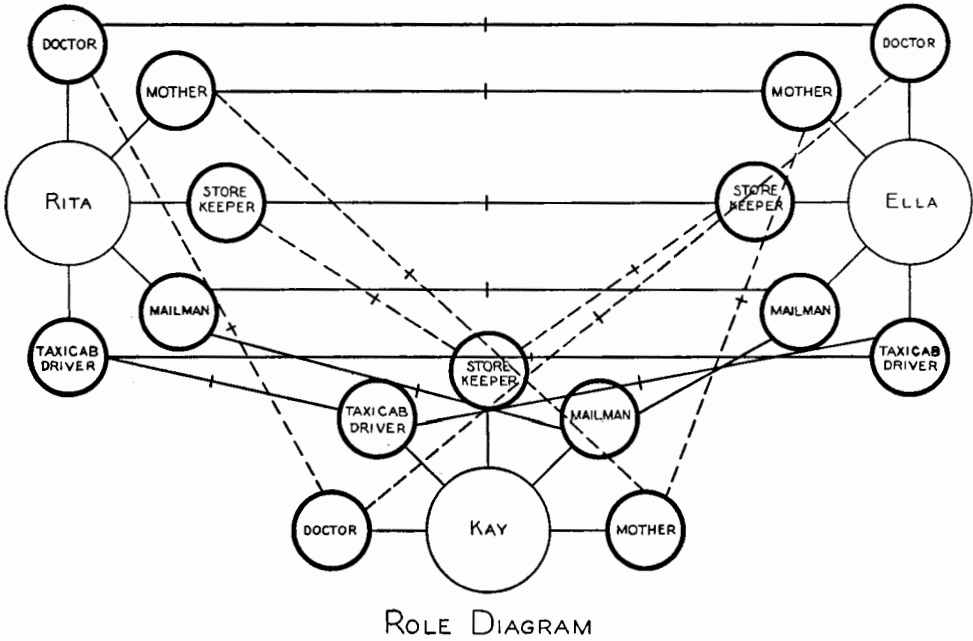 DOCTOR
DOCTOR
MOTHER
MOTHER
RITA
STORE
KEEPER
STORE
KEEPER
ELLA
MAILMAN
MAILMAN
TAXICAB
DRIVER
TAXICAB
DRIVER
STORE
KEEPER
TAXICAB
DRIVER
MAILMAN
DOCTOR
KAY
MOTHER
ROLE DIAGRAM